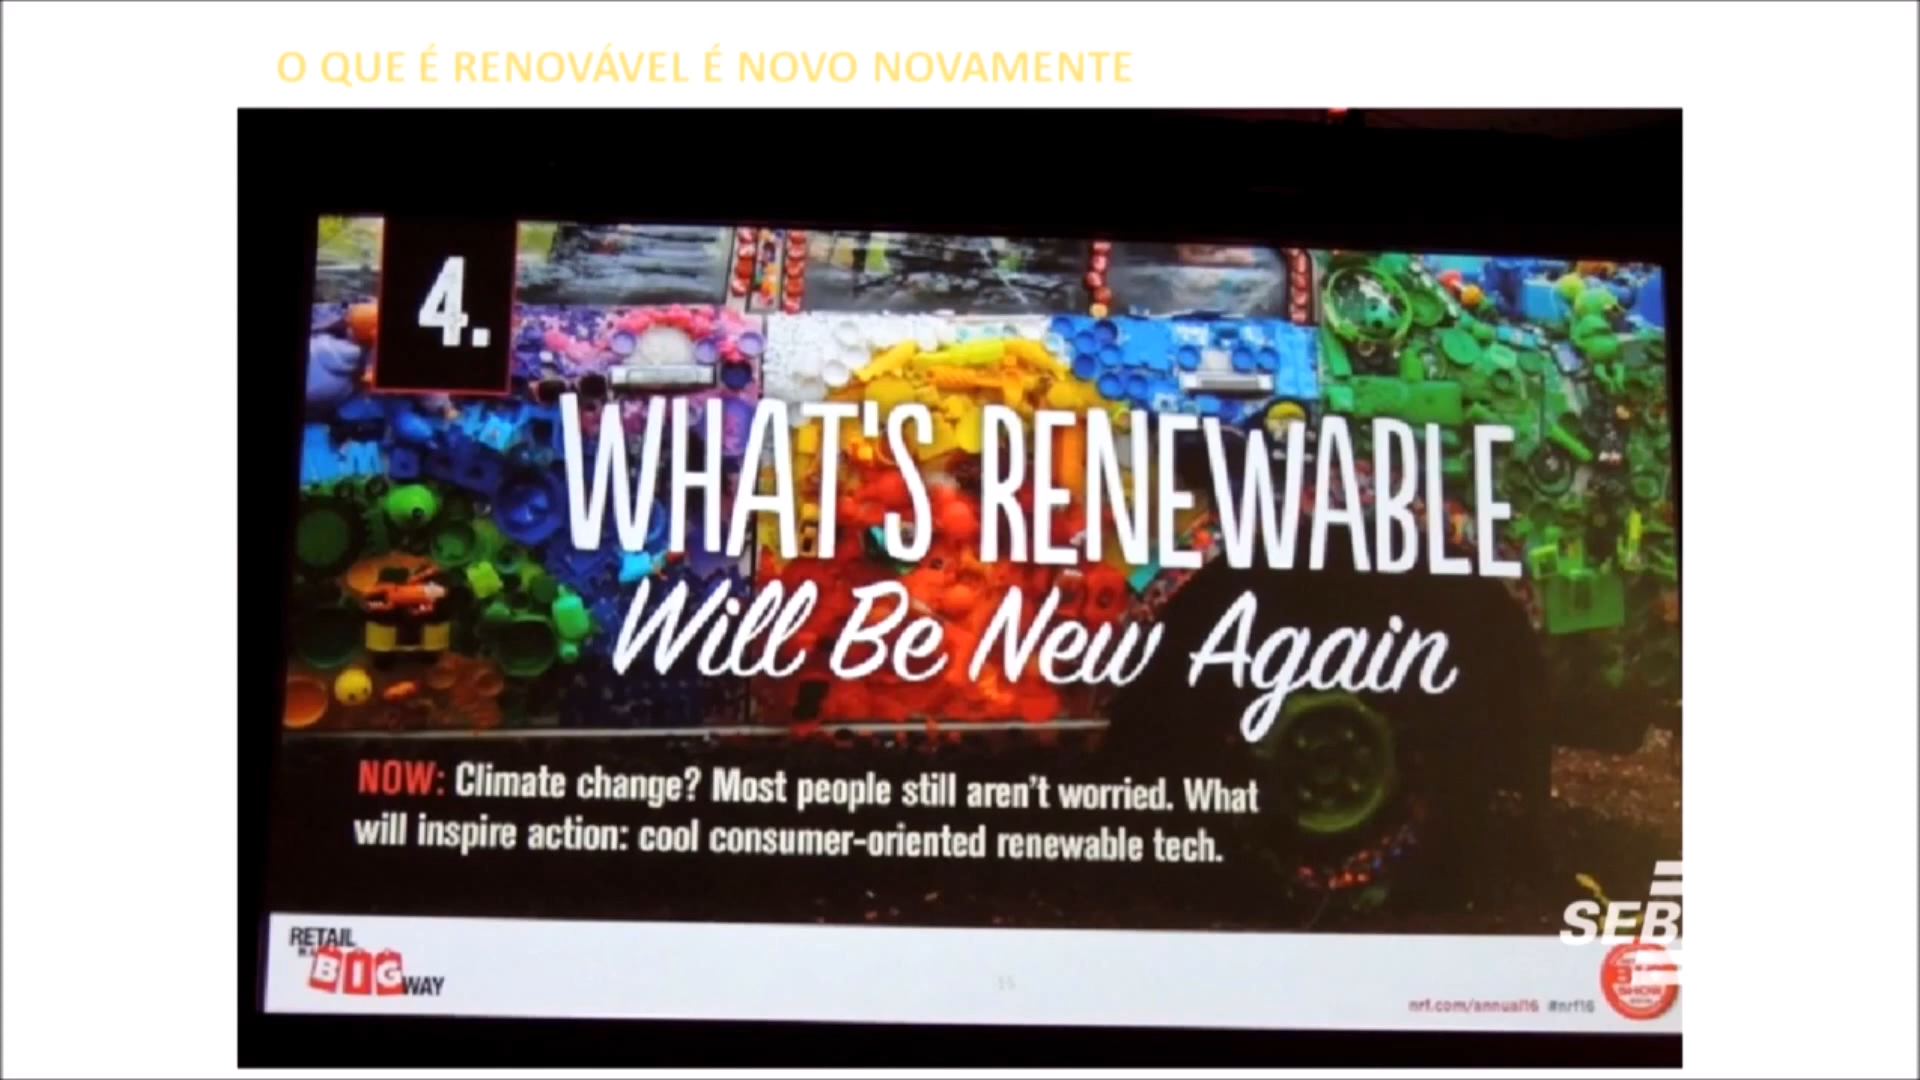 O QUE É RENOVÁVEL É NOVO NOVAMENTE
4.
WHAT'S RENEWABLE
Will Be New Again
NOW: Climate change? Most people still aren't worried. What
will inspire action: cool consumer-oriented renewable tech.
RETAIL
BIG WAY
SEB
nrf.com/annual16 #nrf16
SHOW